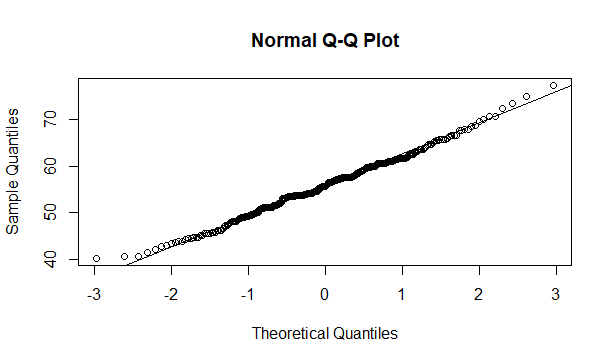 Normal Q-Q Plot
Sample Quantiles
70
60
50
40
-3 -2 -1 0 1 2 3
Theoretical Quantiles